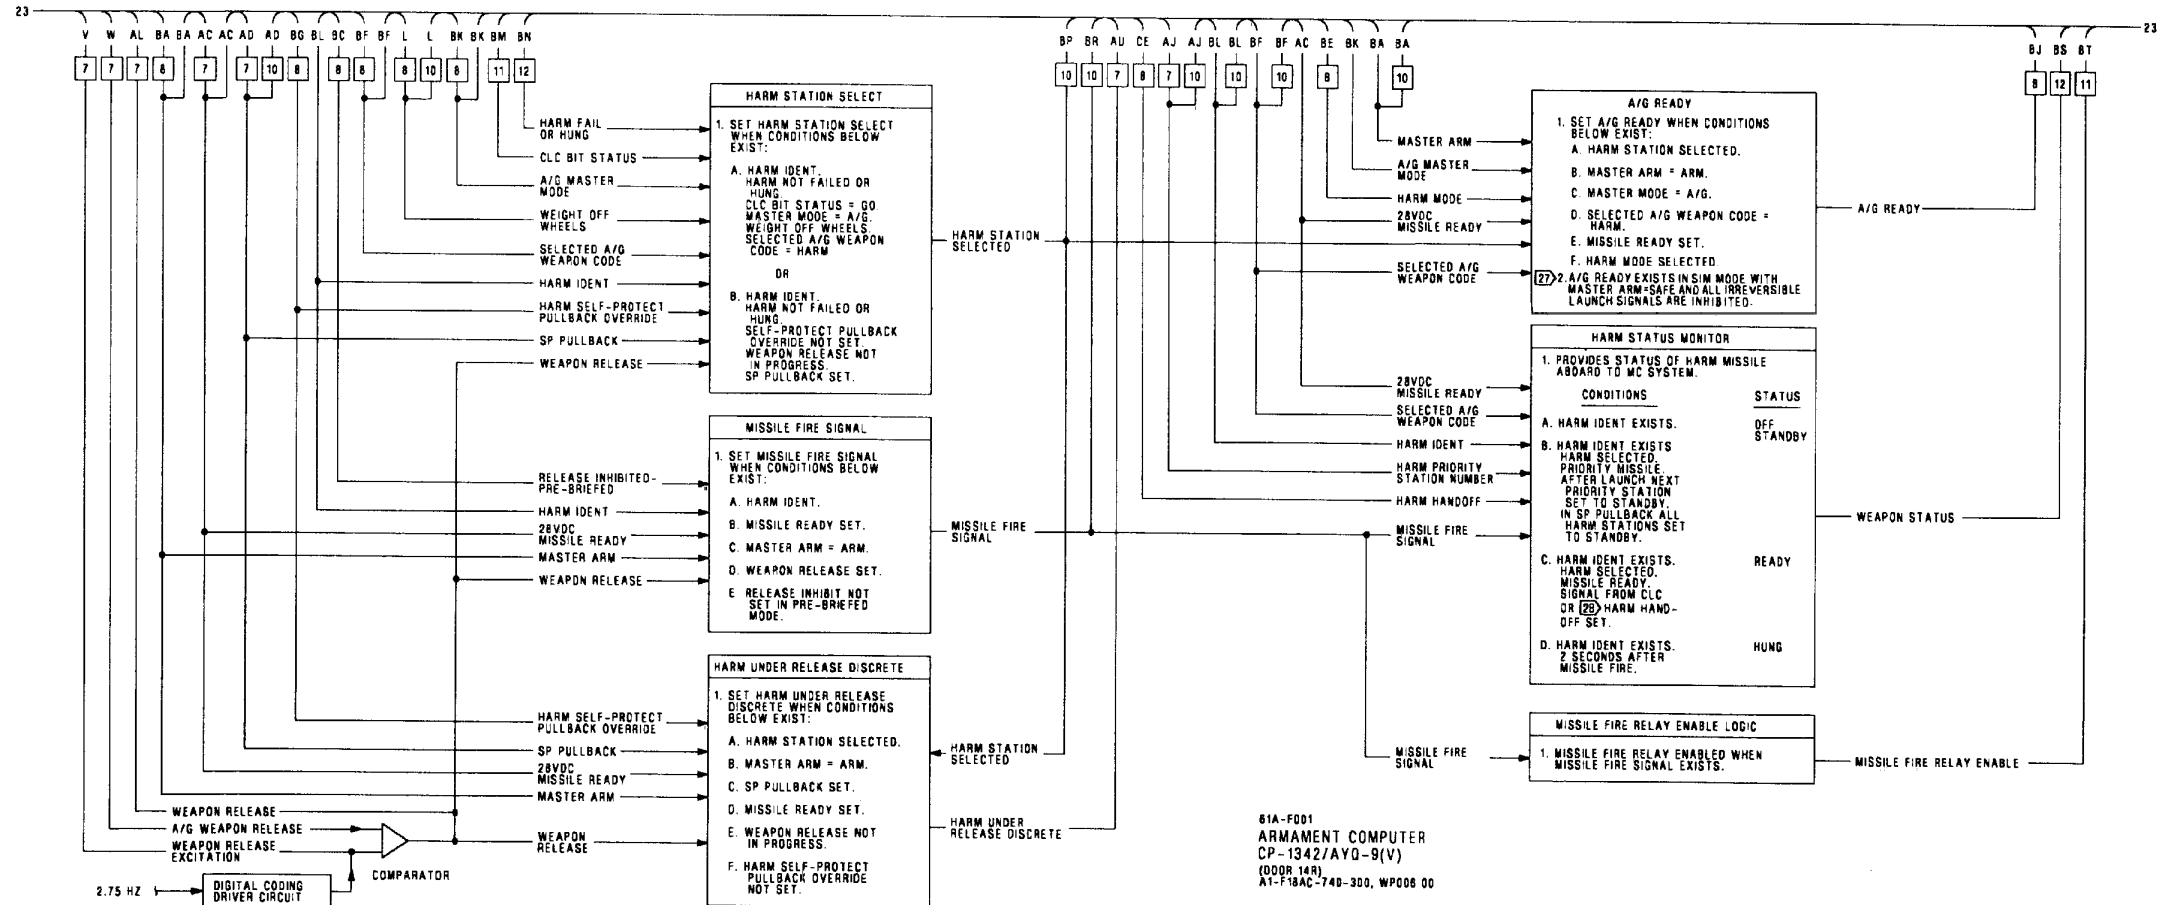 23
V W AL BA BA AC AC AD AD BG BL BC BF BF L L BK BK BM BN
7 7 7 8 7 7 10 8 8 8 8 10 8 11 12
BP BR AU CE AJ AJ BL BL BF BF AC BE BK BA BA
10 10 7 8 7 10 10 10 8 10
23
BJ BS BT
8 12 11
HARM FAIL
OR HUNG
CLC BIT STATUS
A/G MASTER
MODE
WEIGHT OFF
WHEELS
SELECTED A/G
WEAPON CODE
HARM IDENT
HARM SELF-PROTECT
PULLBACK OVERRIDE
SP PULLBACK
WEAPON RELEASE
HARM STATION SELECT
1. SET HARM STATION SELECT
WHEN CONDITIONS BELOW
EXIST:
A. HARM IDENT.
HARM NOT FAILED OR
HUNG.
CLC BIT STATUS = GO.
MASTER MODE = A/G.
WEIGHT OFF WHEELS.
SELECTED A/G WEAPON
CODE = HARM
OR
B. HARM IDENT.
HARM NOT FAILED OR
HUNG.
SELF-PROTECT PULLBACK
OVERRIDE NOT SET.
WEAPON RELEASE NOT
IN PROGRESS.
SP PULLBACK SET.
HARM STATION
SELECTED
RELEASE INHIBITED-
PRE-BRIEFED
HARM IDENT
28VDC
MISSILE READY
MASTER ARM
WEAPON RELEASE
MISSILE FIRE SIGNAL
1. SET MISSILE FIRE SIGNAL
WHEN CONDITIONS BELOW
EXIST:
A. HARM IDENT.
B. MISSILE READY SET.
C. MASTER ARM = ARM.
D. WEAPON RELEASE SET.
E RELEASE INHIBIT NOT
SET IN PRE-BRIEFED
MODE.
MISSILE FIRE
SIGNAL
HARM SELF-PROTECT
PULLBACK OVERRIDE
SP PULLBACK
28VDC
MISSILE READY
MASTER ARM
WEAPON
RELEASE
HARM UNDER RELEASE DISCRETE
1. SET HARM UNDER RELEASE
DISCRETE WHEN CONDITIONS
BELOW EXIST:
A. HARM STATION SELECTED.
B. MASTER ARM = ARM.
C. SP PULLBACK SET.
D. MISSILE READY SET.
E. WEAPON RELEASE NOT
IN PROGRESS.
F. HARM SELF-PROTECT
PULLBACK OVERRIDE
NOT SET.
HARM STATION
SELECTED
HARM UNDER
RELEASE DISCRETE
WEAPON RELEASE
A/G WEAPON RELEASE
WEAPON RELEASE
EXCITATION
COMPARATOR
2.75 HZ
DIGITAL CODING
DRIVER CIRCUIT
MASTER ARM
A/G MASTER
MODE
HARM MODE
28VDC
MISSILE READY
SELECTED A/G
WEAPON CODE
A/G READY
1. SET A/G READY WHEN CONDITIONS
BELOW EXIST:
A. HARM STATION SELECTED.
B. MASTER ARM = ARM.
C. MASTER MODE = A/G.
D. SELECTED A/G WEAPON CODE =
HARM.
E. MISSILE READY SET.
F. HARM MODE SELECTED.
27 2. A/G READY EXISTS IN SIM MODE WITH
MASTER ARM=SAFE AND ALL IRREVERSIBLE
LAUNCH SIGNALS ARE INHIBITED.
A/G READY
28VDC
MISSILE READY
SELECTED A/G
WEAPON CODE
HARM IDENT
HARM PRIORITY
STATION NUMBER
HARM HANDOFF
MISSILE FIRE
SIGNAL
HARM STATUS MONITOR
1. PROVIDES STATUS OF HARM MISSILE
ABOARD TO MC SYSTEM.
CONDITIONS STATUS
A. HARM IDENT EXISTS. OFF
STANDBY
B. HARM IDENT EXISTS
HARM SELECTED.
PRIORITY MISSILE.
AFTER LAUNCH NEXT
PRIORITY STATION
SET TO STANDBY.
IN SP PULLBACK ALL
HARM STATIONS SET
TO STANDBY.
C. HARM IDENT EXISTS. READY
HARM SELECTED.
MISSILE READY.
SIGNAL FROM CLC
OR 28 HARM HAND-
OFF SET.
D. HARM IDENT EXISTS. HUNG
2 SECONDS AFTER
MISSILE FIRE.
WEAPON STATUS
MISSILE FIRE
SIGNAL
MISSILE FIRE RELAY ENABLE LOGIC
1. MISSILE FIRE RELAY ENABLED WHEN
MISSILE FIRE SIGNAL EXISTS.
MISSILE FIRE RELAY ENABLE
61A-F001
ARMAMENT COMPUTER
CP-1342/AYQ-9(V)
(DOOR 14R)
A1-F18AC-740-300, WP006 00